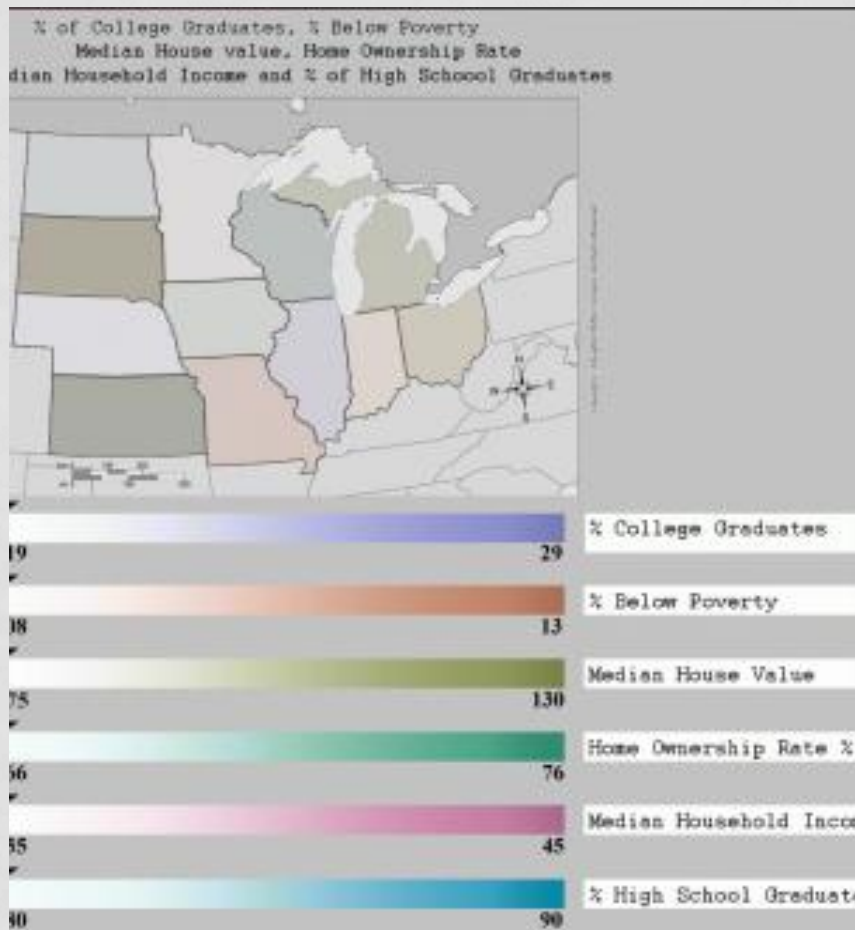 % of College Graduates, % Below Poverty
Median House value, Home Ownership Rate
dian Household Income and % of High Schoool Graduates
N
W E
S
19 29
% College Graduates
08 13
% Below Poverty
75 130
Median House Value
66 76
Home Ownership Rate %
35 45
Median Household Incom
80 90
% High School Graduate